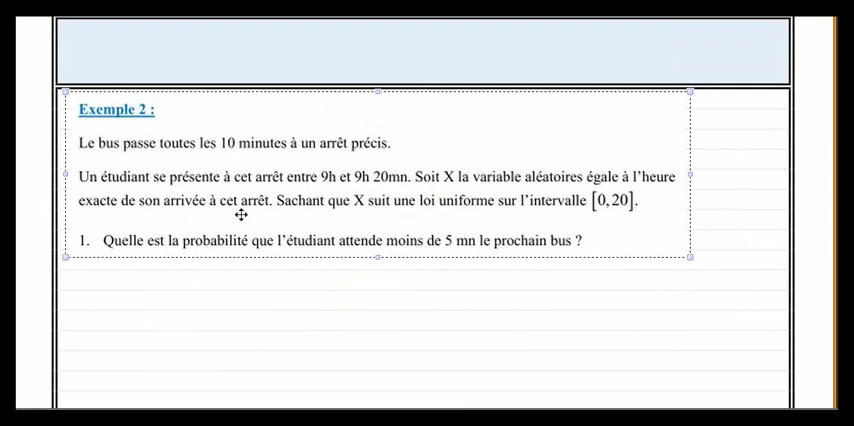 Exemple 2 :
Le bus passe toutes les 10 minutes à un arrêt précis.
Un étudiant se présente à cet arrêt entre 9h et 9h 20mn. Soit X la variable aléatoires égale à l'heure
exacte de son arrivée à cet arrêt. Sachant que X suit une loi uniforme sur l'intervalle [0,20].
1. Quelle est la probabilité que l'étudiant attende moins de 5 mn le prochain bus ?